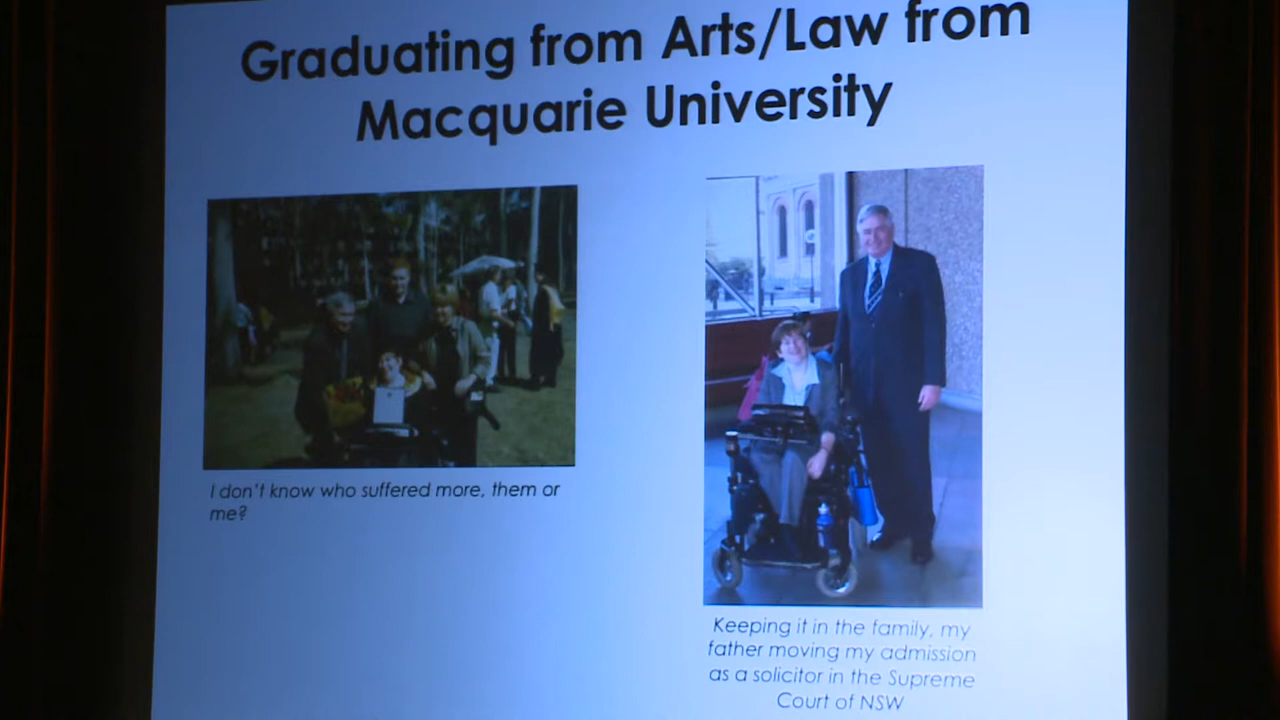 Graduating from Arts/Law from
Macquarie University
I don't know who suffered more, them or
me?
Keeping it in the family, my
father moving my admission
as a solicitor in the Supreme
Court of NSW